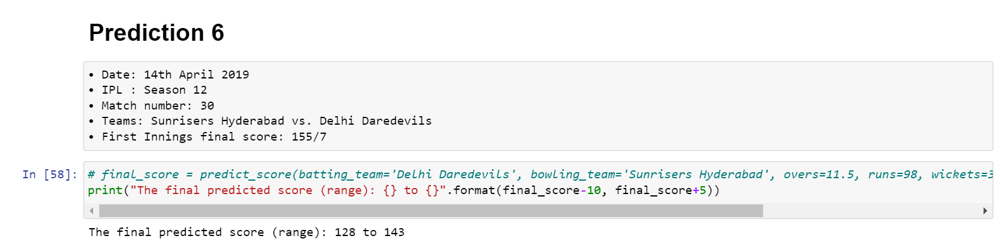 Prediction 6
• Date: 14th April 2019
• IPL : Season 12
• Match number: 30
• Teams: Sunrisers Hyderabad vs. Delhi Daredevils
• First Innings final score: 155/7
In [58]: # final_score = predict_score(batting_team='Delhi Daredevils', bowling_team='Sunrisers Hyderabad', overs=11.5, runs=98, wickets=3
print("The final predicted score (range): {} to {}".format(final_score-10, final_score+5))
The final predicted score (range): 128 to 143